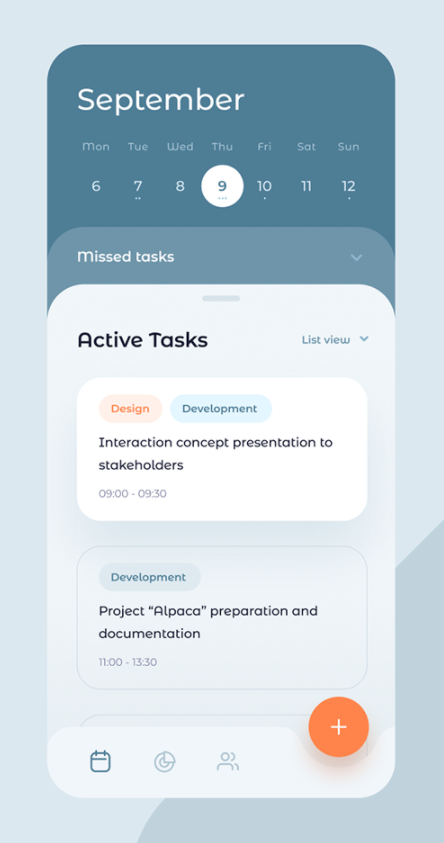 September
Mon Tue Wed Thu Fri Sat Sun
6 7 8 9 10 11 12
Missed tasks
Active Tasks
List view
Design Development
Interaction concept presentation to
stakeholders
09:00 - 09:30
Development
Project “Alpaca” preparation and
documentation
11:00 - 13:30